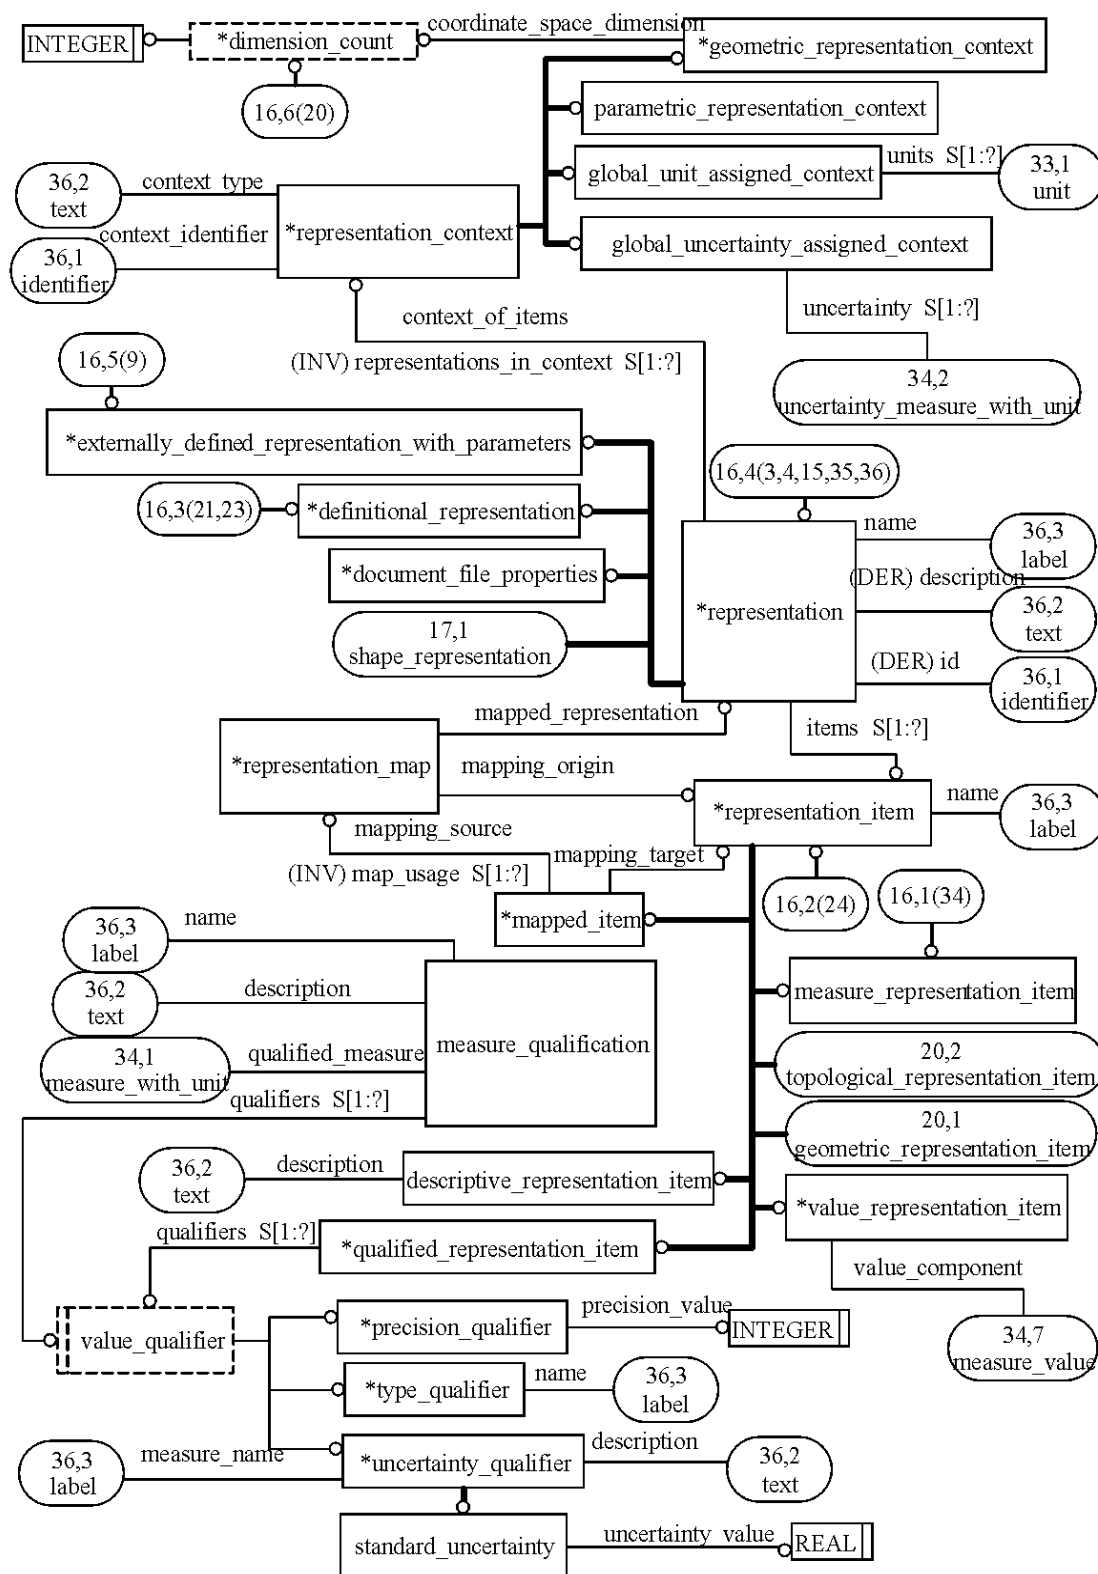 coordinate_space_dimension
INTEGER
*dimension_count
*geometric_representation_context
16,6(20)
parametric_representation_context
36,2
text
context_type
global_unit_assigned_context
units S[1:?]
33,1
unit
*representation_context
context_identifier
36,1
identifier
global_uncertainty_assigned_context
context_of_items
uncertainty S[1:?]
(INV) representations_in_context S[1:?]
16,5(9)
34,2
uncertainty_measure_with_unit
*externally_defined_representation_with_parameters
16,4(3,4,15,35,36)
16,3(21,23)
*definitional_representation
name
36,3
label
*document_file_properties
(DER) description
*representation
36,2
text
17,1
shape_representation
(DER) id
36,1
identifier
mapped_representation
items S[1:?]
*representation_map
mapping_origin
*representation_item
name
36,3
label
mapping_source
mapping_target
(INV) map_usage S[1:?]
16,2(24)
16,1(34)
*mapped_item
name
36,3
label
measure_representation_item
description
36,2
text
measure_qualification
qualified_measure
34,1
measure_with_unit
20,2
topological_representation_item
qualifiers S[1:?]
20,1
geometric_representation_item
36,2
text
description
descriptive_representation_item
*value_representation_item
qualifiers S[1:?]
*qualified_representation_item
value_component
precision_value
value_qualifier
*precision_qualifier
INTEGER
34,7
measure_value
*type_qualifier
name
36,3
label
36,3
label
measure_name
*uncertainty_qualifier
description
36,2
text
standard_uncertainty
uncertainty_value
REAL